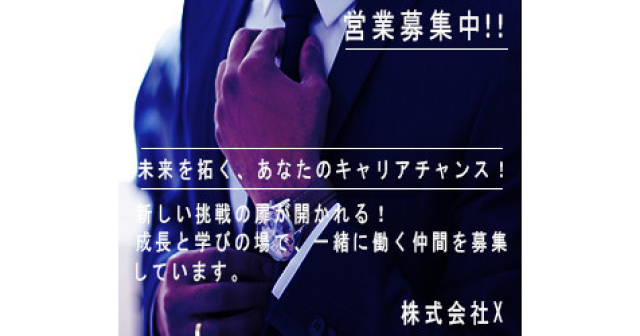 営業募集中!!
未来を拓く、あなたのキャリアチャンス！
新しい挑戦の扉が開かれる！
成長と学びの場で、一緒に働く仲間を募集
しています。
株式会社X